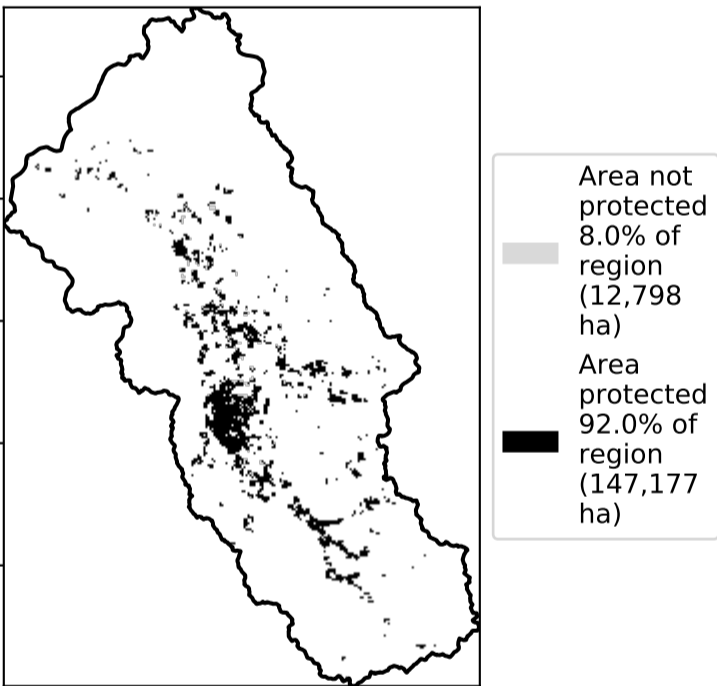 Area not
protected
8.0% of
region
(12,798
ha)
Area
protected
92.0% of
region
(147,177
ha)